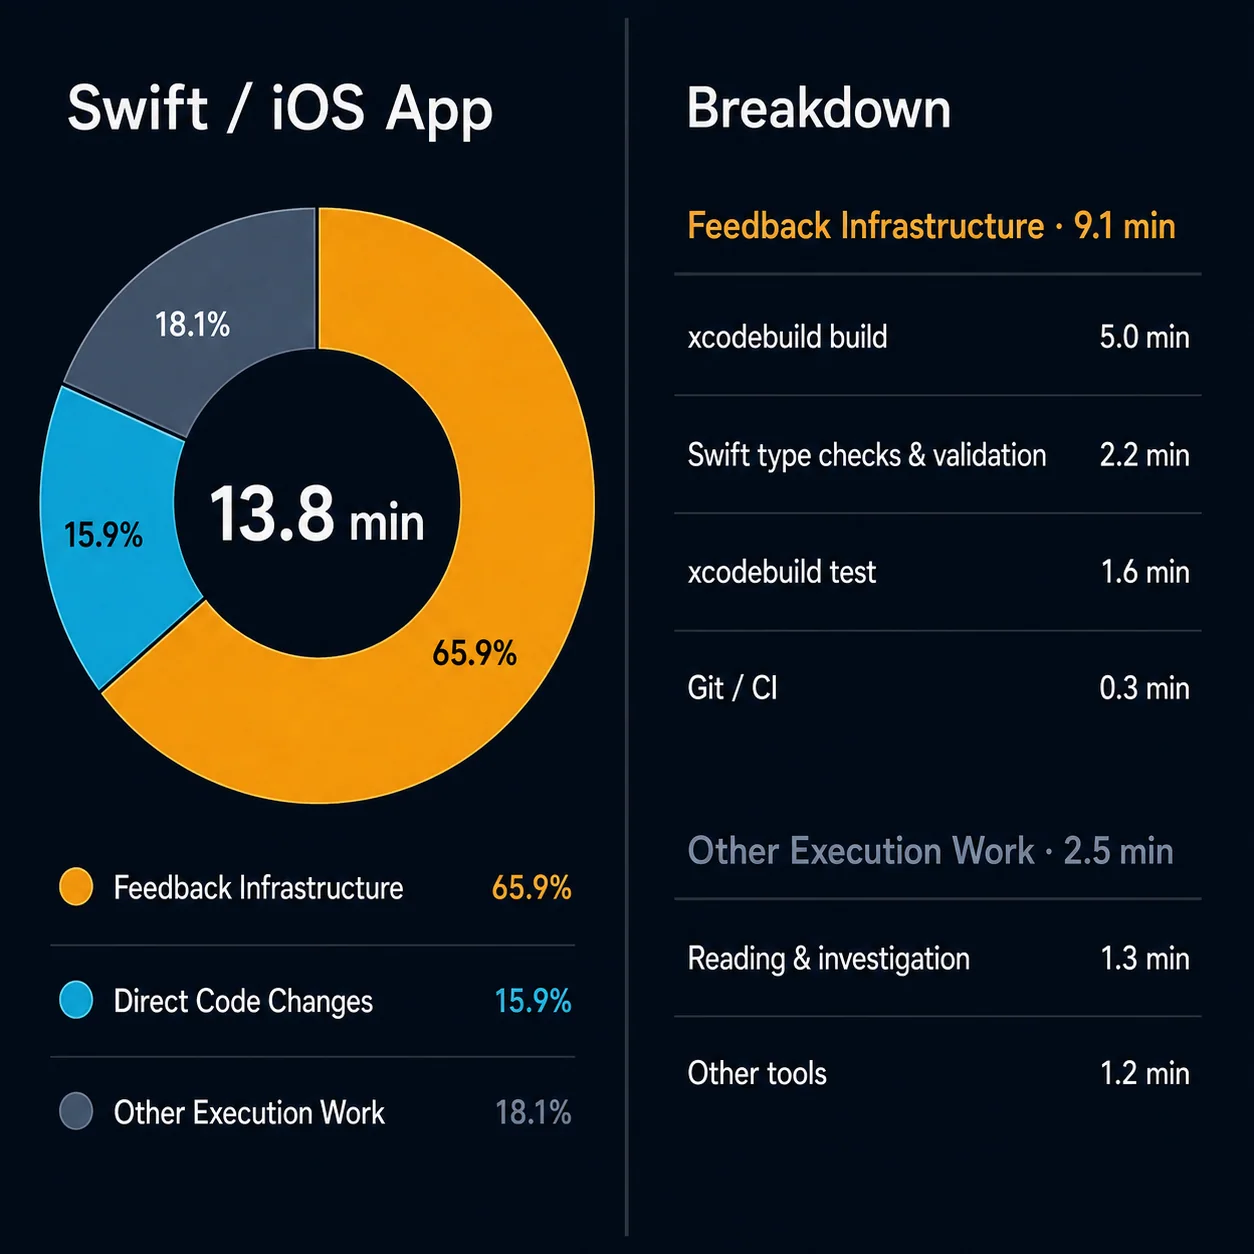 Swift / iOS App
18.1%
15.9%
13.8 min
65.9%
Feedback Infrastructure 65.9%
Direct Code Changes 15.9%
Other Execution Work 18.1%
Breakdown
Feedback Infrastructure · 9.1 min
xcodebuild build 5.0 min
Swift type checks & validation 2.2 min
xcodebuild test 1.6 min
Git / CI 0.3 min
Other Execution Work · 2.5 min
Reading & investigation 1.3 min
Other tools 1.2 min